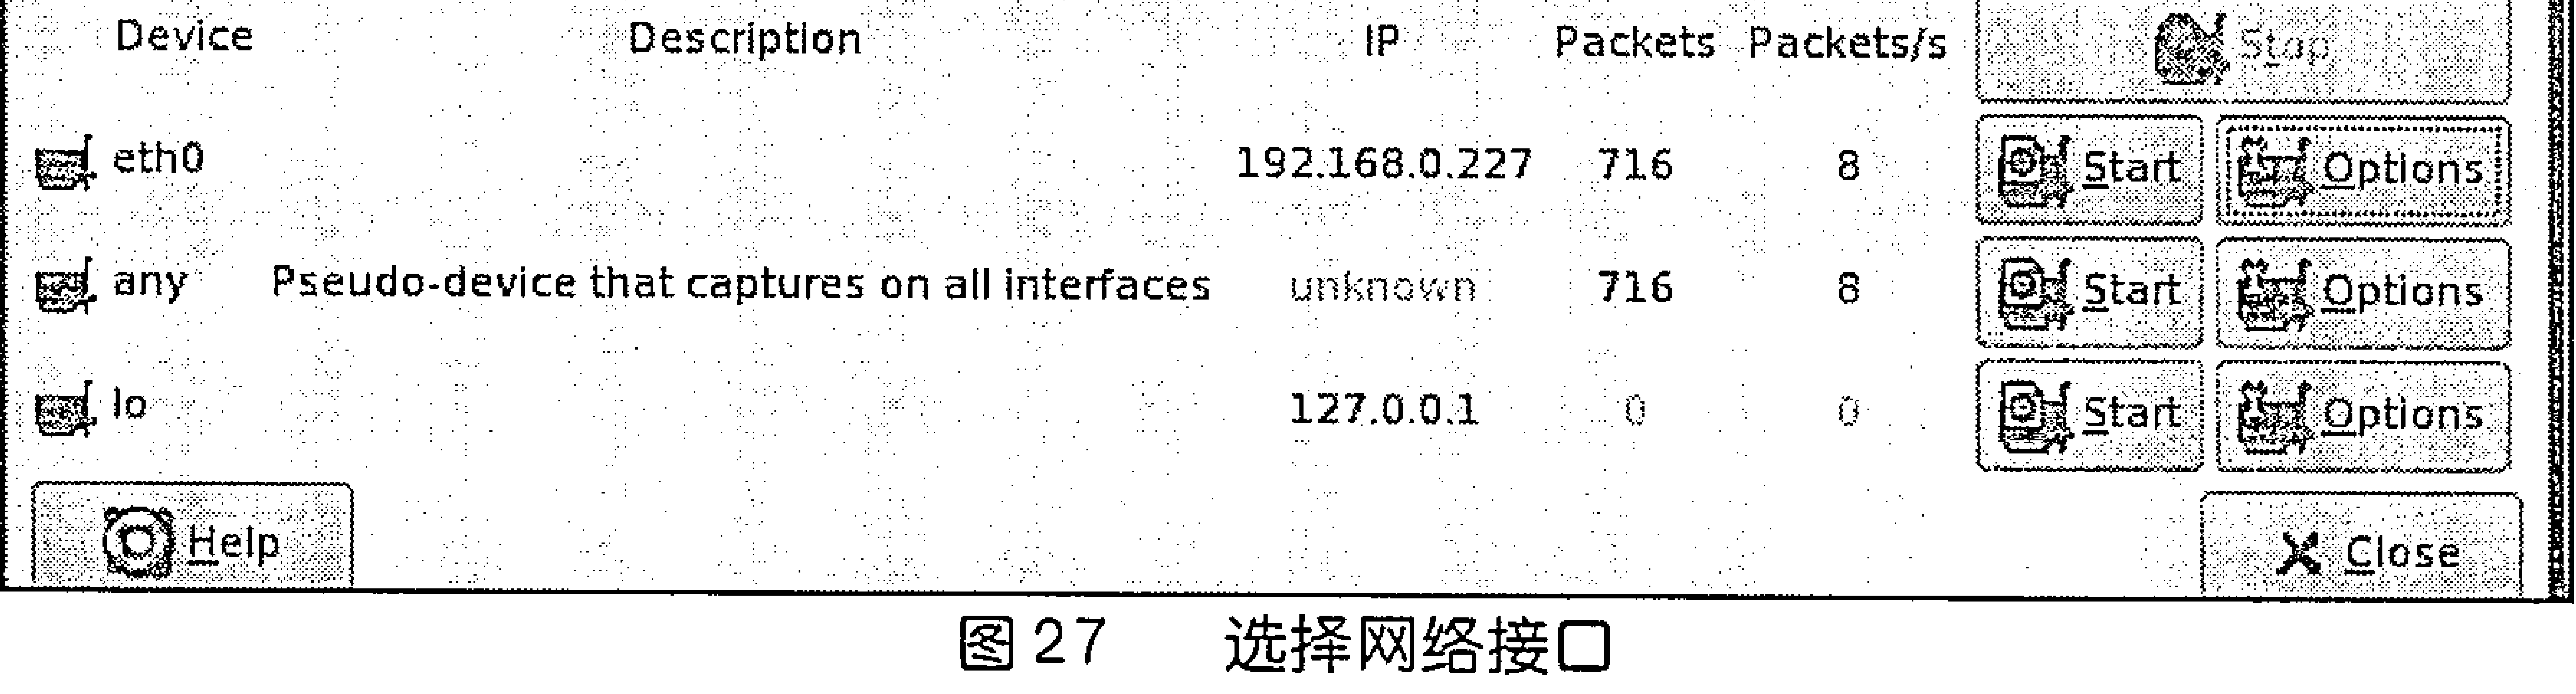 Device Description IP Packets Packets/s Stop
eth0 192.168.0.227 716 8 Start Options
any Pseudo-device that captures on all interfaces unknown 716 8 Start Options
lo 127.0.0.1 0 0 Start Options
Help Close
图 27 选择网络接口